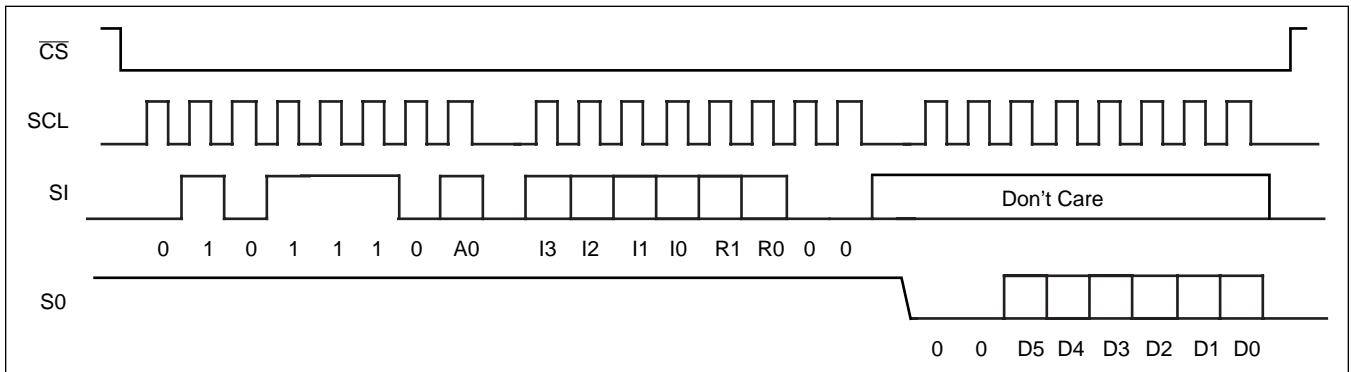 CS
SCL
SI
Don't Care
0 1 0 1 1 1 0 A0 I3 I2 I1 I0 R1 R0 0 0
S0
0 0 D5 D4 D3 D2 D1 D0